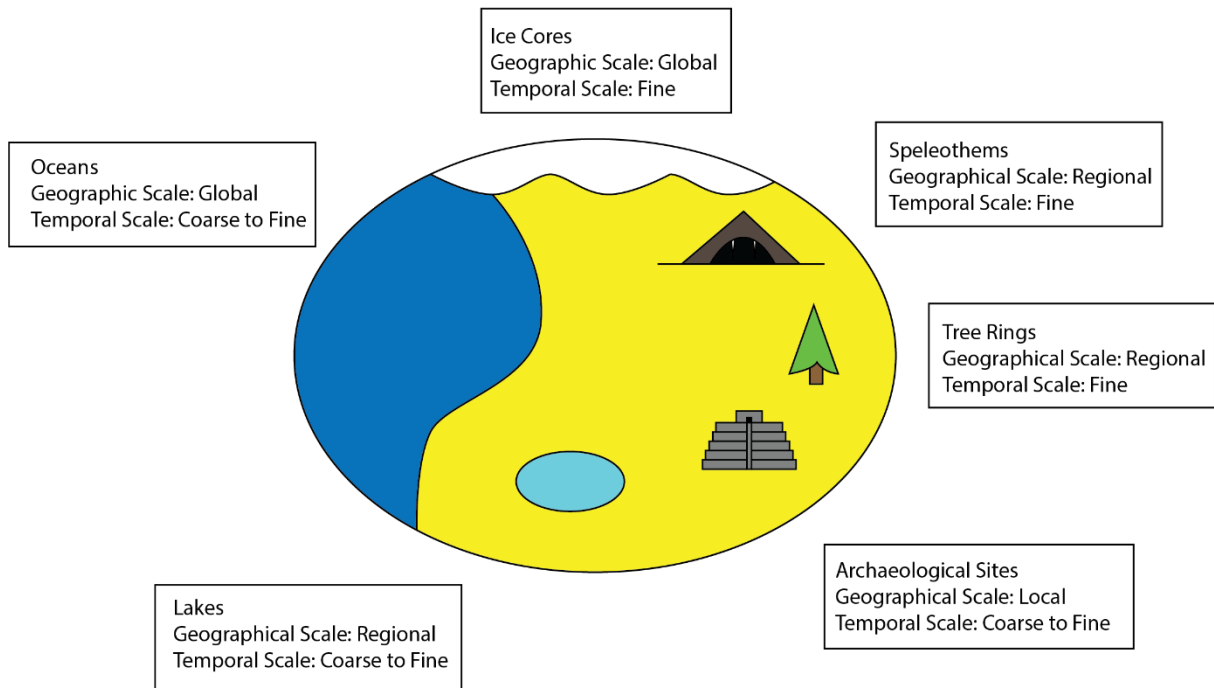 Ice Cores
Geographic Scale: Global
Temporal Scale: Fine
Oceans
Geographic Scale: Global
Temporal Scale: Coarse to Fine
Speleothems
Geographical Scale: Regional
Temporal Scale: Fine
Tree Rings
Geographical Scale: Regional
Temporal Scale: Fine
Archaeological Sites
Geographical Scale: Local
Temporal Scale: Coarse to Fine
Lakes
Geographical Scale: Regional
Temporal Scale: Coarse to Fine